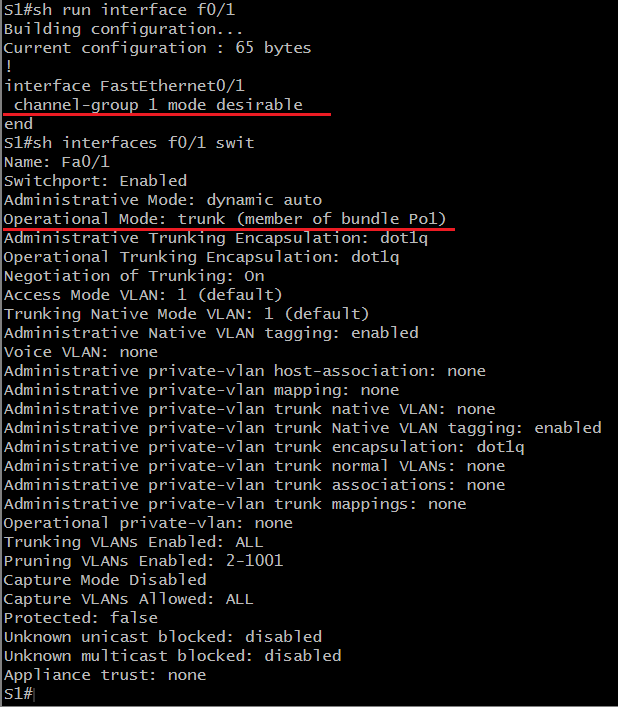 S1#sh run interface f0/1
Building configuration...
Current configuration : 65 bytes
!
interface FastEthernet0/1
 channel-group 1 mode desirable
end
S1#sh interfaces f0/1 swit
Name: Fa0/1
Switchport: Enabled
Administrative Mode: dynamic auto
Operational Mode: trunk (member of bundle Po1)
Administrative Trunking Encapsulation: dot1q
Operational Trunking Encapsulation: dot1q
Negotiation of Trunking: On
Access Mode VLAN: 1 (default)
Trunking Native Mode VLAN: 1 (default)
Administrative Native VLAN tagging: enabled
Voice VLAN: none
Administrative private-vlan host-association: none
Administrative private-vlan mapping: none
Administrative private-vlan trunk native VLAN: none
Administrative private-vlan trunk Native VLAN tagging: enabled
Administrative private-vlan trunk encapsulation: dot1q
Administrative private-vlan trunk normal VLANs: none
Administrative private-vlan trunk associations: none
Administrative private-vlan trunk mappings: none
Operational private-vlan: none
Trunking VLANs Enabled: ALL
Pruning VLANs Enabled: 2-1001
Capture Mode Disabled
Capture VLANs Allowed: ALL
Protected: false
Unknown unicast blocked: disabled
Unknown multicast blocked: disabled
Appliance trust: none
S1#